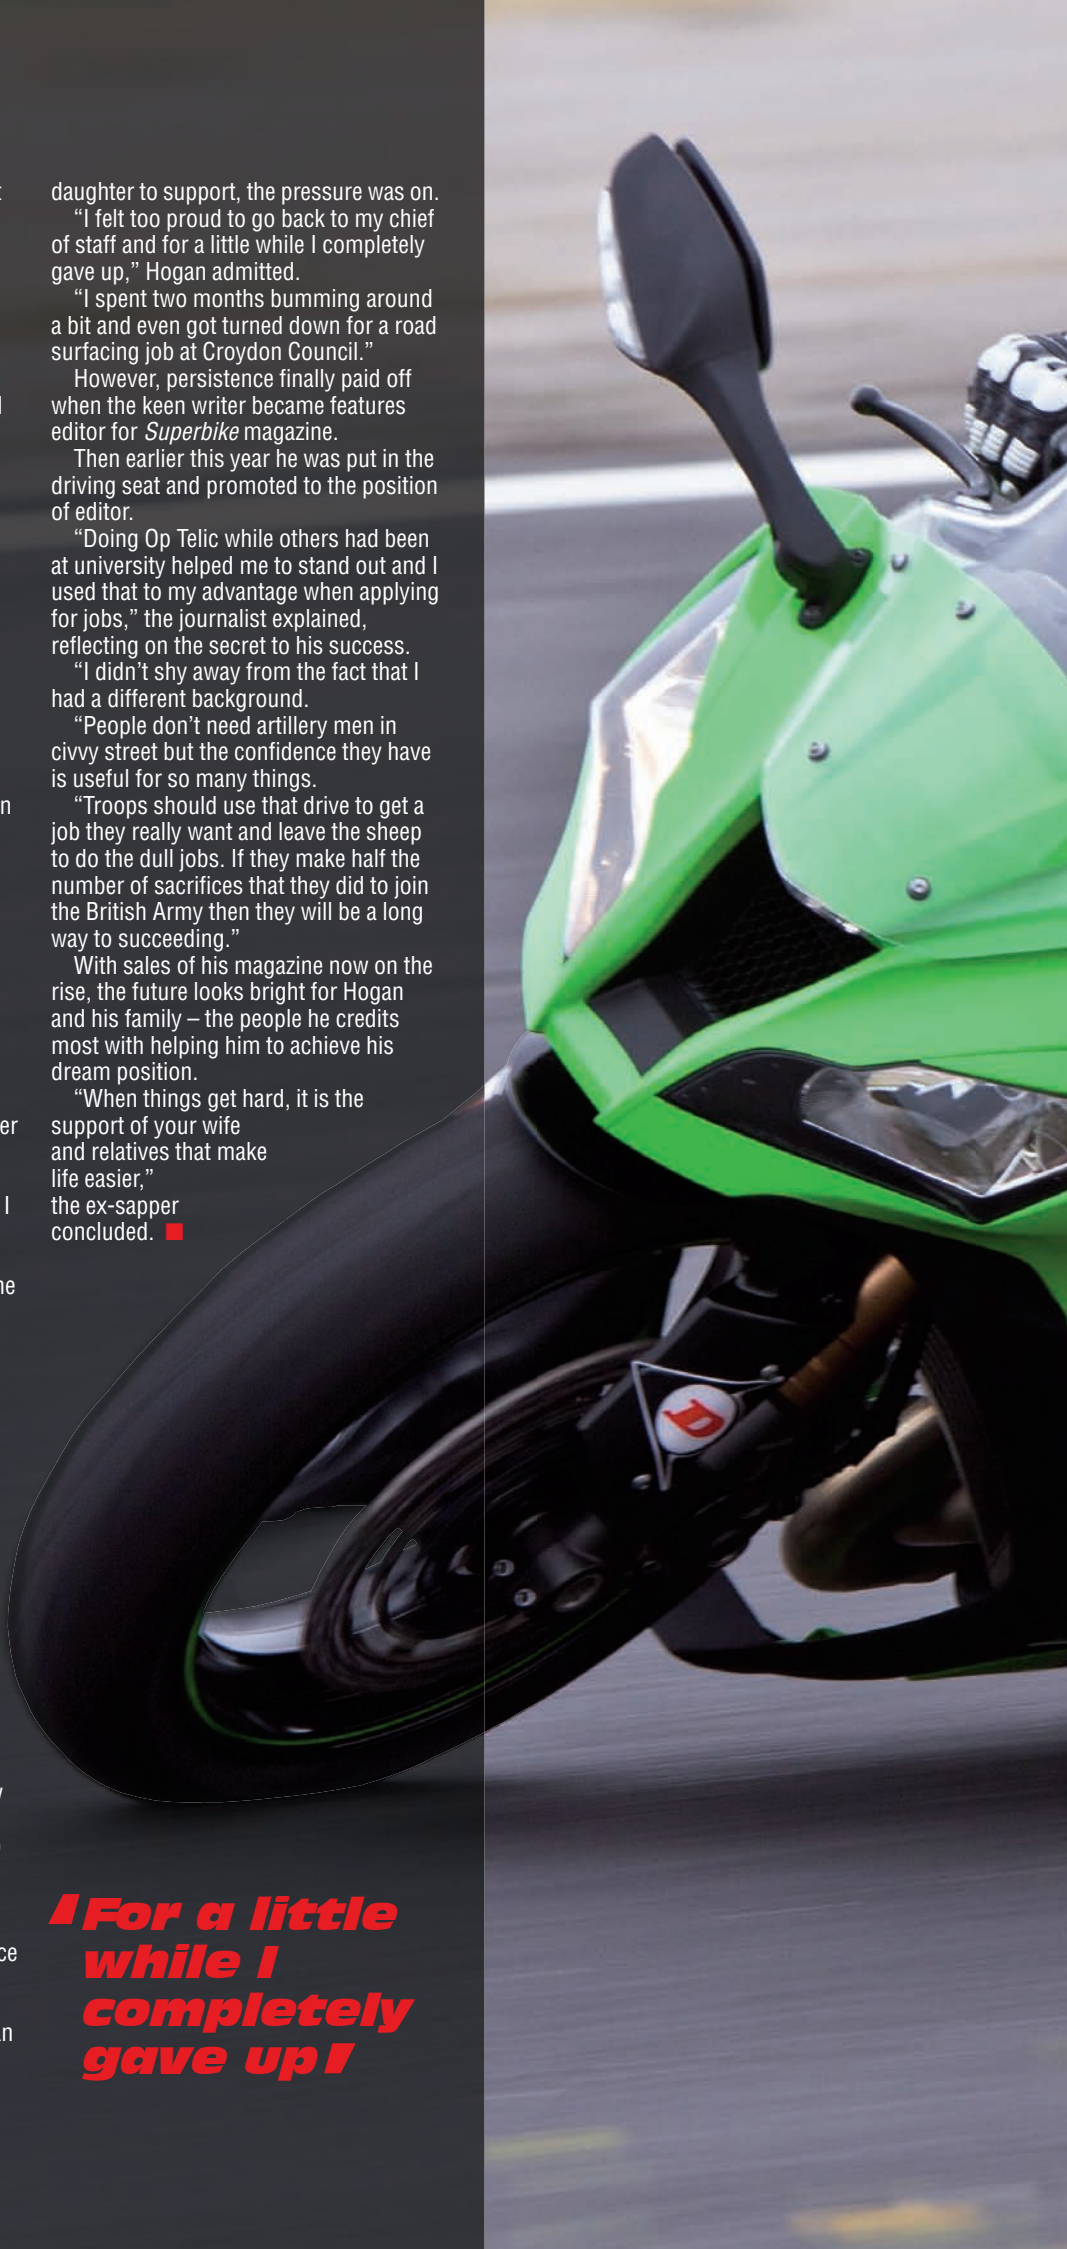 daughter to support, the pressure was on.
“I felt too proud to go back to my chief
of staff and for a little while I completely
gave up,” Hogan admitted.
“I spent two months bumming around
a bit and even got turned down for a road
surfacing job at Croydon Council.”
However, persistence finally paid off
when the keen writer became features
editor for Superbike magazine.
Then earlier this year he was put in the
driving seat and promoted to the position
of editor.
“Doing Op Telic while others had been
at university helped me to stand out and I
used that to my advantage when applying
for jobs,” the journalist explained,
reflecting on the secret to his success.
“I didn’t shy away from the fact that I
had a different background.
“People don’t need artillery men in
civvy street but the confidence they have
is useful for so many things.
“Troops should use that drive to get a
job they really want and leave the sheep
to do the dull jobs. If they make half the
number of sacrifices that they did to join
the British Army then they will be a long
way to succeeding.”
With sales of his magazine now on the
rise, the future looks bright for Hogan
and his family – the people he credits
most with helping him to achieve his
dream position.
“When things get hard, it is the
support of your wife
and relatives that make
life easier,”
the ex-sapper
concluded.
D
‘For a little
while I
completely
gave up’